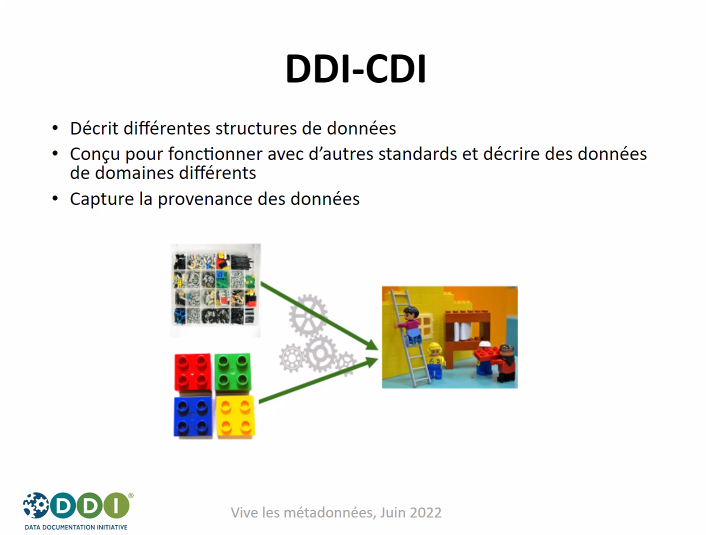 DDI-CDI
• Décrit différentes structures de données
• Conçu pour fonctionner avec d’autres standards et décrire des données
de domaines différents
• Capture la provenance des données
DDI®
DATA DOCUMENTATION INITIATIVE
Vive les métadonnées, Juin 2022